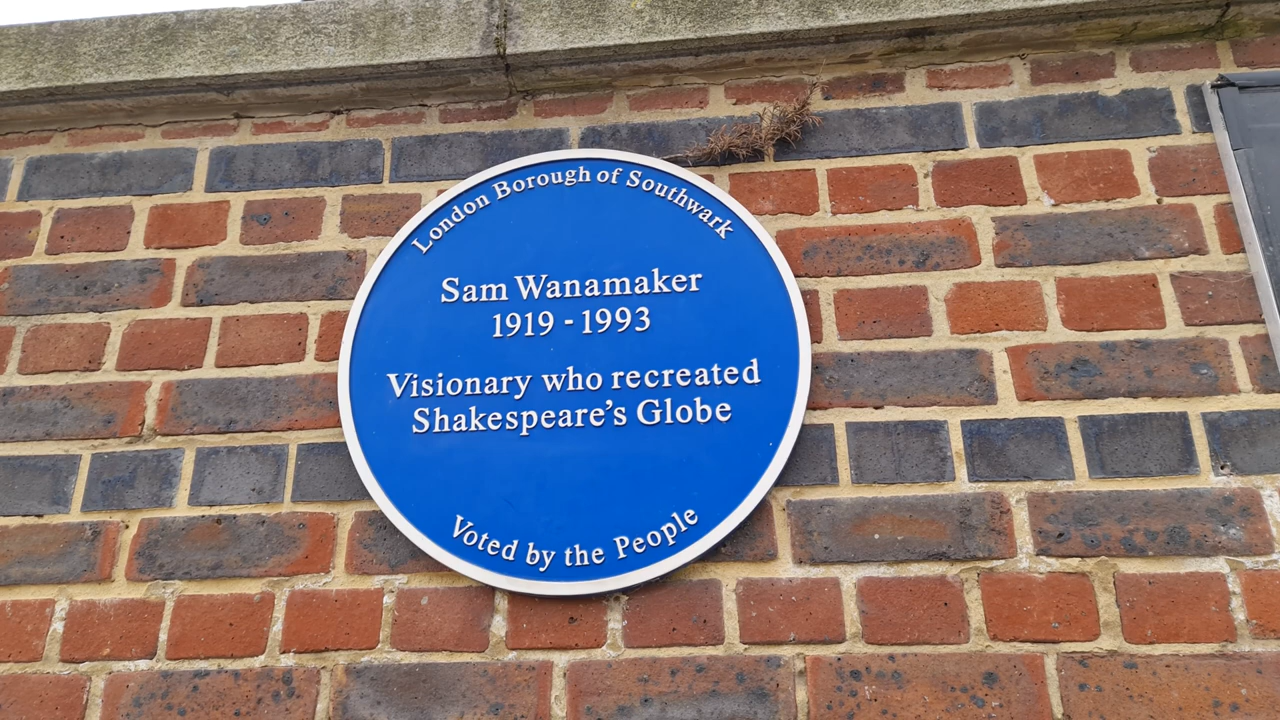 London Borough of Southwark
Sam Wanamaker
1919 - 1993
Visionary who recreated
Shakespeare's Globe
Voted by the People